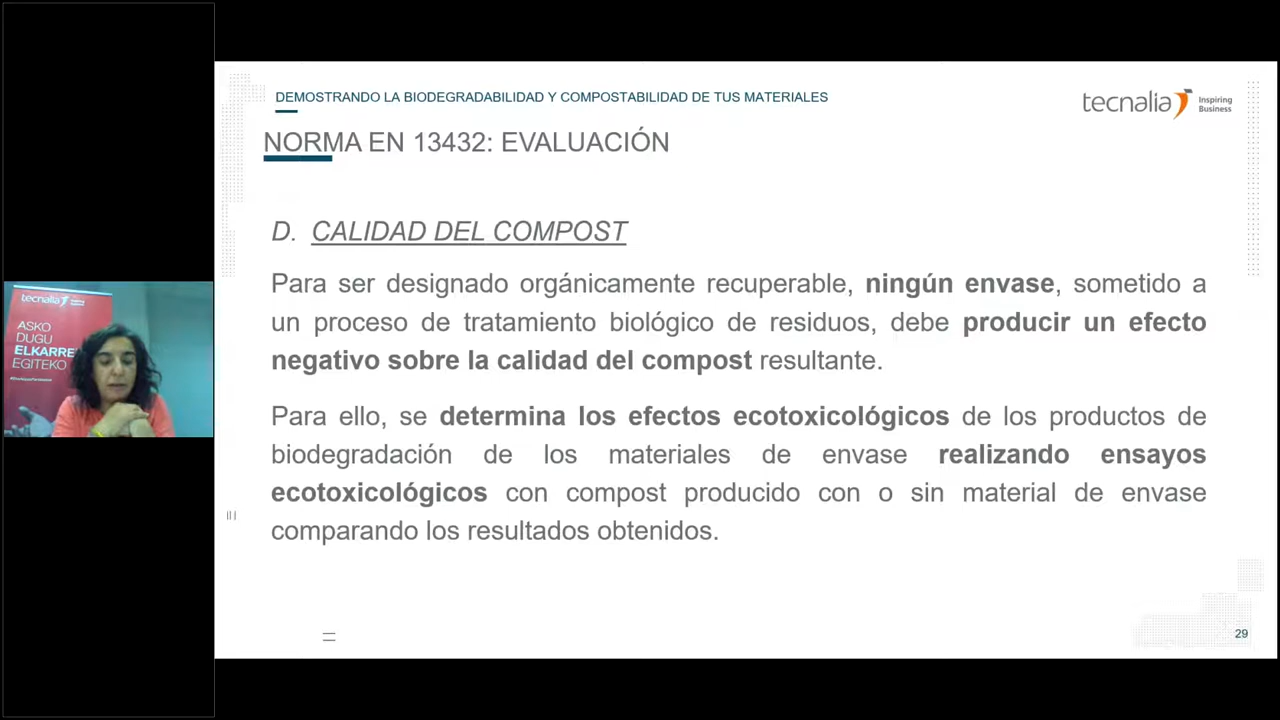 DEMOSTRANDO LA BIODEGRADABILIDAD Y COMPOSTABILIDAD DE TUS MATERIALES
tecnalia Inspiring Business
NORMA EN 13432: EVALUACIÓN
D. CALIDAD DEL COMPOST
Para ser designado orgánicamente recuperable, ningún envase, sometido a
un proceso de tratamiento biológico de residuos, debe producir un efecto
negativo sobre la calidad del compost resultante.
Para ello, se determina los efectos ecotoxicológicos de los productos de
biodegradación de los materiales de envase realizando ensayos
ecotoxicológicos con compost producido con o sin material de envase
comparando los resultados obtenidos.
29
tecnalia
ASKO
DUGU
ELKARRE
EGITEKO